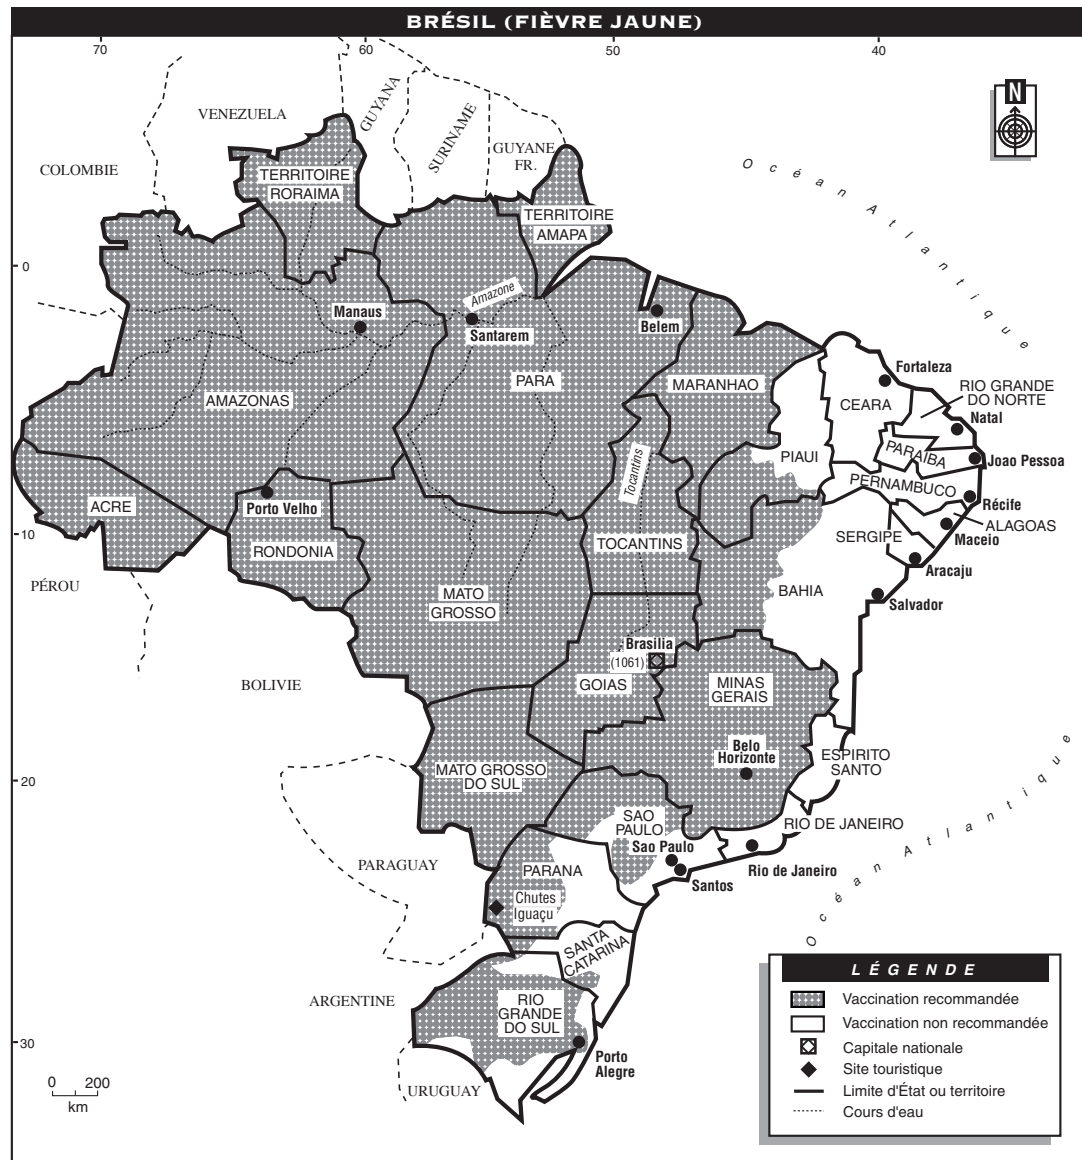 BRÉSIL (FIÈVRE JAUNE)
70
60
50
40
N
VENEZUELA
GUYANA
SURINAME
GUYANE
FR.
COLOMBIE
TERRITOIRE
RORAIMA
TERRITOIRE
AMAPA
Océan Atlantique
0
Amazone
Manaus
Santarem
Belem
Fortaleza
PARA
MARANHAO
CEARA
RIO GRANDE
DO NORTE
AMAZONAS
Natal
PIAUI
PARAIBA
Joao Pessoa
Tocantins
PERNAMBUCO
ACRE
Porto Velho
Récife
ALAGOAS
10
Maceio
SERGIPE
RONDONIA
TOCANTINS
Aracaju
PÉROU
MATO
GROSSO
BAHIA
Salvador
Brasilia
(1061)
BOLIVIE
GOIAS
MINAS
GERAIS
Belo
Horizonte
ESPIRITO
SANTO
20
MATO GROSSO
DO SUL
SAO
PAULO
RIO DE JANEIRO
Sao Paulo
PARAGUAY
PARANA
Rio de Janeiro
Santos
Océan Atlantique
Chutes
Iguaçu
SANTA
CATARINA
ARGENTINE
RIO
GRANDE
DO SUL
30
Porto
Alegre
URUGUAY
0 200
km
LÉGENDE
Vaccination recommandée
Vaccination non recommandée
Capitale nationale
Site touristique
Limite d'État ou territoire
Cours d'eau